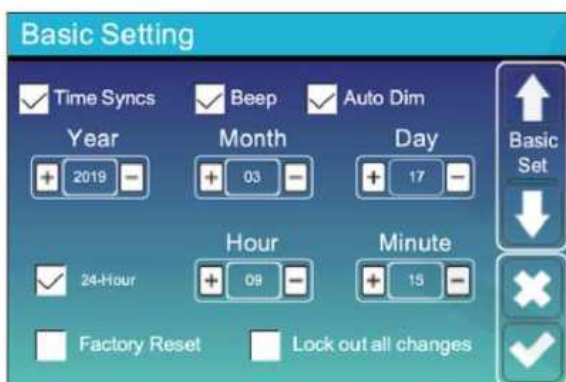 Basic Setting
Time Syncs Beep Auto Dim
Year Month Day
+ 2019 − + 03 − + 17 −
Basic
Set
Hour Minute
24-Hour + 09 − + 15 −
Factory Reset Lock out all changes